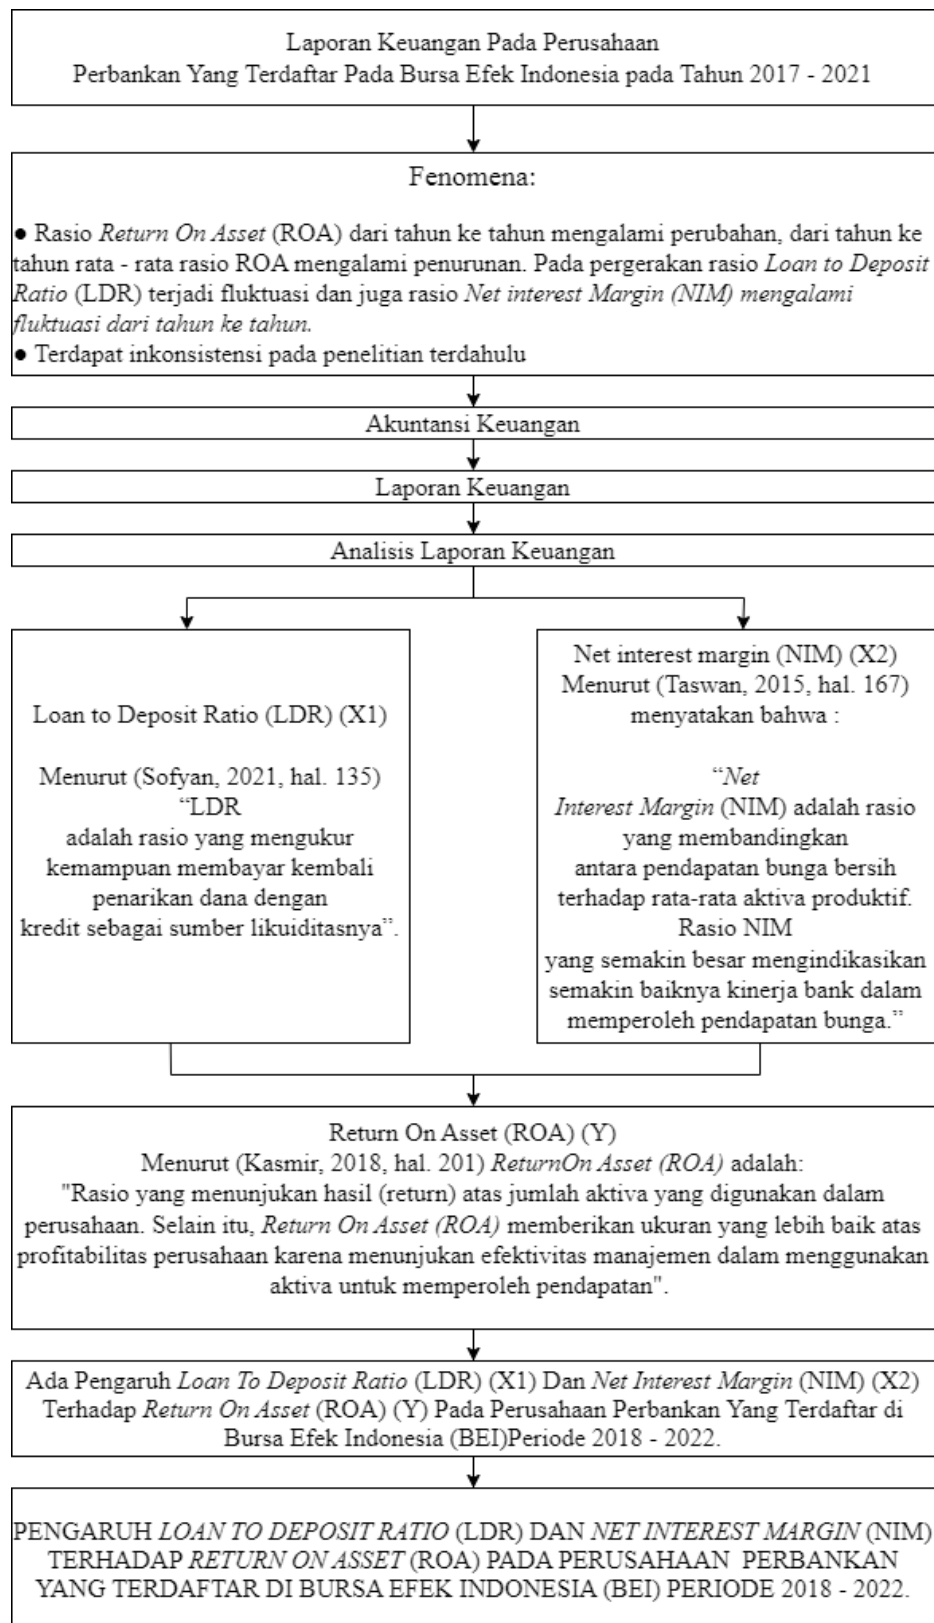 Laporan Keuangan Pada Perusahaan
Perbankan Yang Terdaftar Pada Bursa Efek Indonesia pada Tahun 2017 - 2021
Fenomena:
● Rasio Return On Asset (ROA) dari tahun ke tahun mengalami perubahan, dari tahun ke
tahun rata - rata rasio ROA mengalami penurunan. Pada pergerakan rasio Loan to Deposit
Ratio (LDR) terjadi fluktuasi dan juga rasio Net interest Margin (NIM) mengalami
fluktuasi dari tahun ke tahun.
● Terdapat inkonsistensi pada penelitian terdahulu
Akuntansi Keuangan
Laporan Keuangan
Analisis Laporan Keuangan
Loan to Deposit Ratio (LDR) (X1)
Menurut (Sofyan, 2021, hal. 135)
“LDR
adalah rasio yang mengukur
kemampuan membayar kembali
penarikan dana dengan
kredit sebagai sumber likuiditasnya”.
Net interest margin (NIM) (X2)
Menurut (Taswan, 2015, hal. 167)
menyatakan bahwa :
“Net
Interest Margin (NIM) adalah rasio
yang membandingkan
antara pendapatan bunga bersih
terhadap rata-rata aktiva produktif.
Rasio NIM
yang semakin besar mengindikasikan
semakin baiknya kinerja bank dalam
memperoleh pendapatan bunga.”
Return On Asset (ROA) (Y)
Menurut (Kasmir, 2018, hal. 201) ReturnOn Asset (ROA) adalah:
"Rasio yang menunjukan hasil (return) atas jumlah aktiva yang digunakan dalam
perusahaan. Selain itu, Return On Asset (ROA) memberikan ukuran yang lebih baik atas
profitabilitas perusahaan karena menunjukan efektivitas manajemen dalam menggunakan
aktiva untuk memperoleh pendapatan".
Ada Pengaruh Loan To Deposit Ratio (LDR) (X1) Dan Net Interest Margin (NIM) (X2)
Terhadap Return On Asset (ROA) (Y) Pada Perusahaan Perbankan Yang Terdaftar di
Bursa Efek Indonesia (BEI)Periode 2018 - 2022.
PENGARUH LOAN TO DEPOSIT RATIO (LDR) DAN NET INTEREST MARGIN (NIM)
TERHADAP RETURN ON ASSET (ROA) PADA PERUSAHAAN PERBANKAN
YANG TERDAFTAR DI BURSA EFEK INDONESIA (BEI) PERIODE 2018 - 2022.